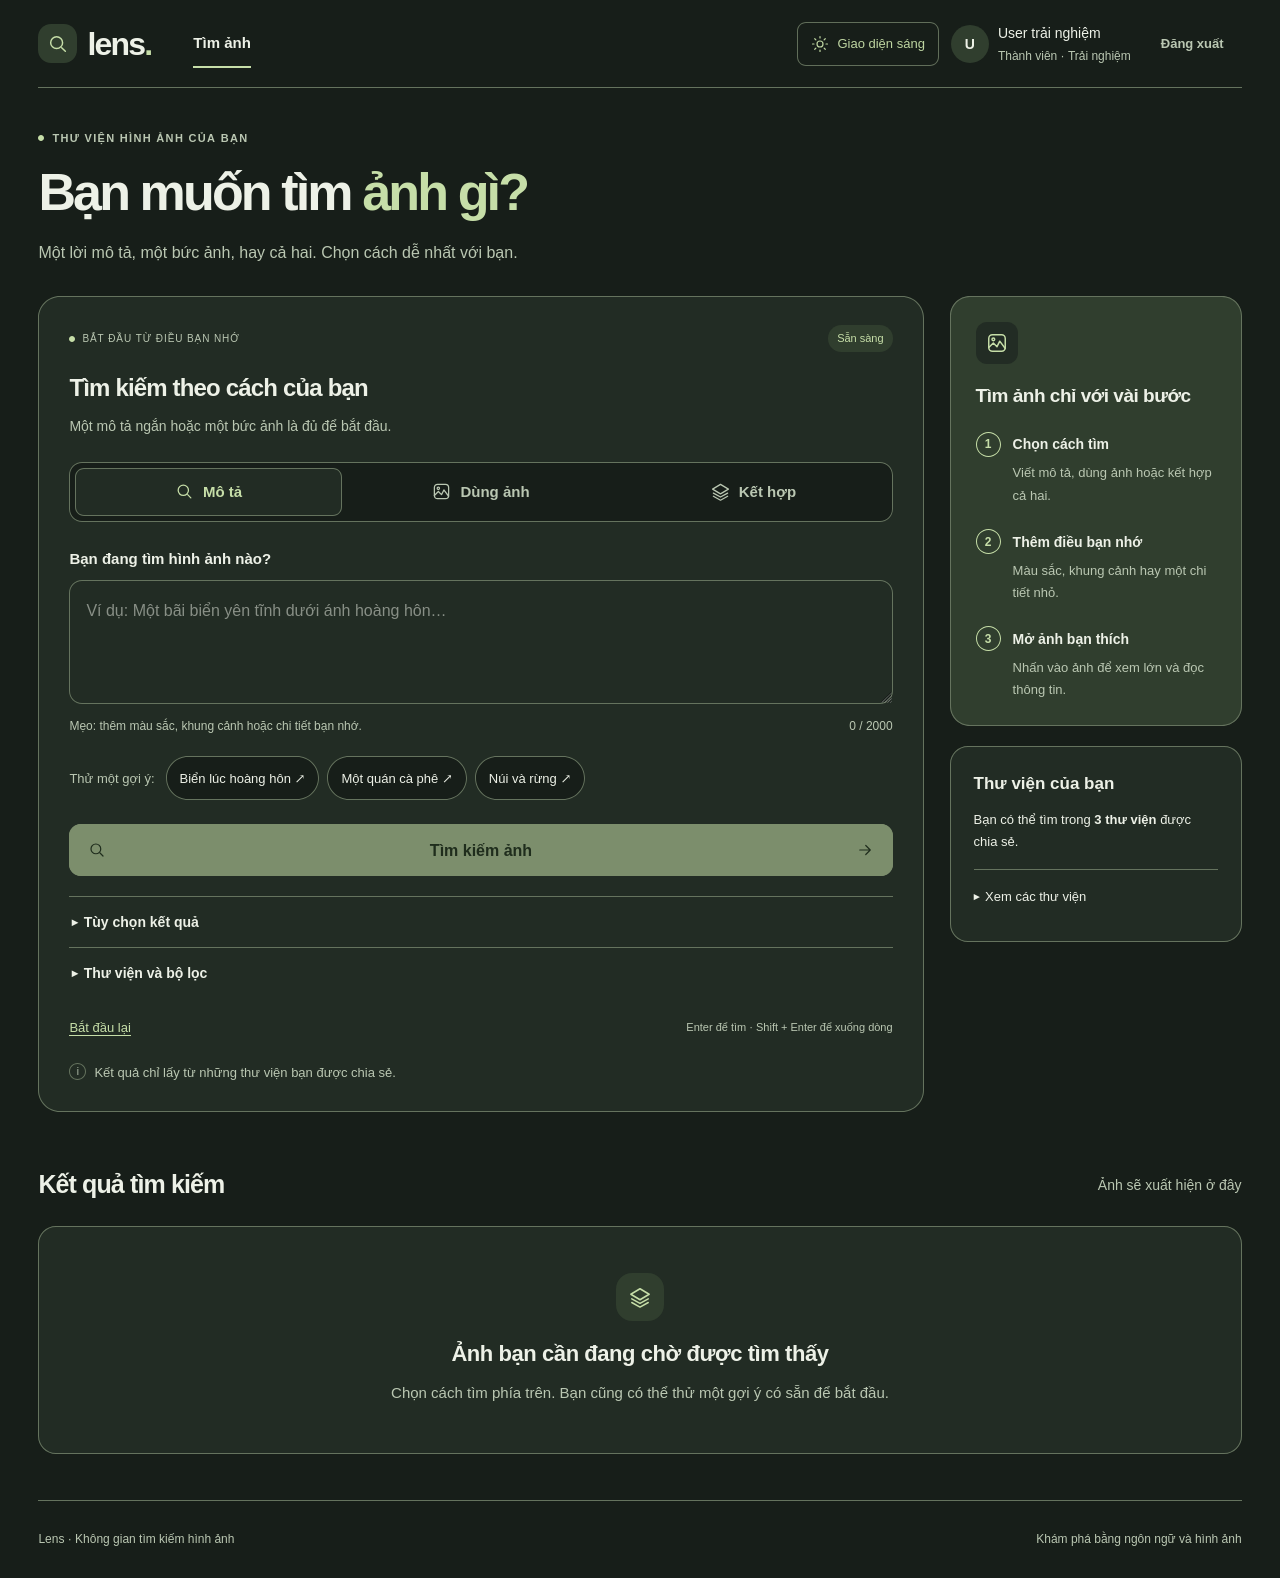 lens.
Tìm ảnh
Giao diện sáng
U
User trải nghiệm
Thành viên · Trải nghiệm
Đăng xuất
THƯ VIỆN HÌNH ẢNH CỦA BẠN
Bạn muốn tìm ảnh gì?
Một lời mô tả, một bức ảnh, hay cả hai. Chọn cách dễ nhất với bạn.
BẮT ĐẦU TỪ ĐIỀU BẠN NHỚ
Sẵn sàng
Tìm kiếm theo cách của bạn
Một mô tả ngắn hoặc một bức ảnh là đủ để bắt đầu.
Mô tả
Dùng ảnh
Kết hợp
Bạn đang tìm hình ảnh nào?
Ví dụ: Một bãi biển yên tĩnh dưới ánh hoàng hôn…
Mẹo: thêm màu sắc, khung cảnh hoặc chi tiết bạn nhớ.
0 / 2000
Thử một gợi ý:
Biển lúc hoàng hôn ↗
Một quán cà phê ↗
Núi và rừng ↗
Tìm kiếm ảnh
▸ Tùy chọn kết quả
▸ Thư viện và bộ lọc
Bắt đầu lại
Enter để tìm · Shift + Enter để xuống dòng
i Kết quả chỉ lấy từ những thư viện bạn được chia sẻ.
Tìm ảnh chỉ với vài bước
1 Chọn cách tìm
Viết mô tả, dùng ảnh hoặc kết hợp
cả hai.
2 Thêm điều bạn nhớ
Màu sắc, khung cảnh hay một chi
tiết nhỏ.
3 Mở ảnh bạn thích
Nhấn vào ảnh để xem lớn và đọc
thông tin.
Thư viện của bạn
Bạn có thể tìm trong 3 thư viện được
chia sẻ.
▸ Xem các thư viện
Kết quả tìm kiếm
Ảnh sẽ xuất hiện ở đây
Ảnh bạn cần đang chờ được tìm thấy
Chọn cách tìm phía trên. Bạn cũng có thể thử một gợi ý có sẵn để bắt đầu.
Lens · Không gian tìm kiếm hình ảnh
Khám phá bằng ngôn ngữ và hình ảnh